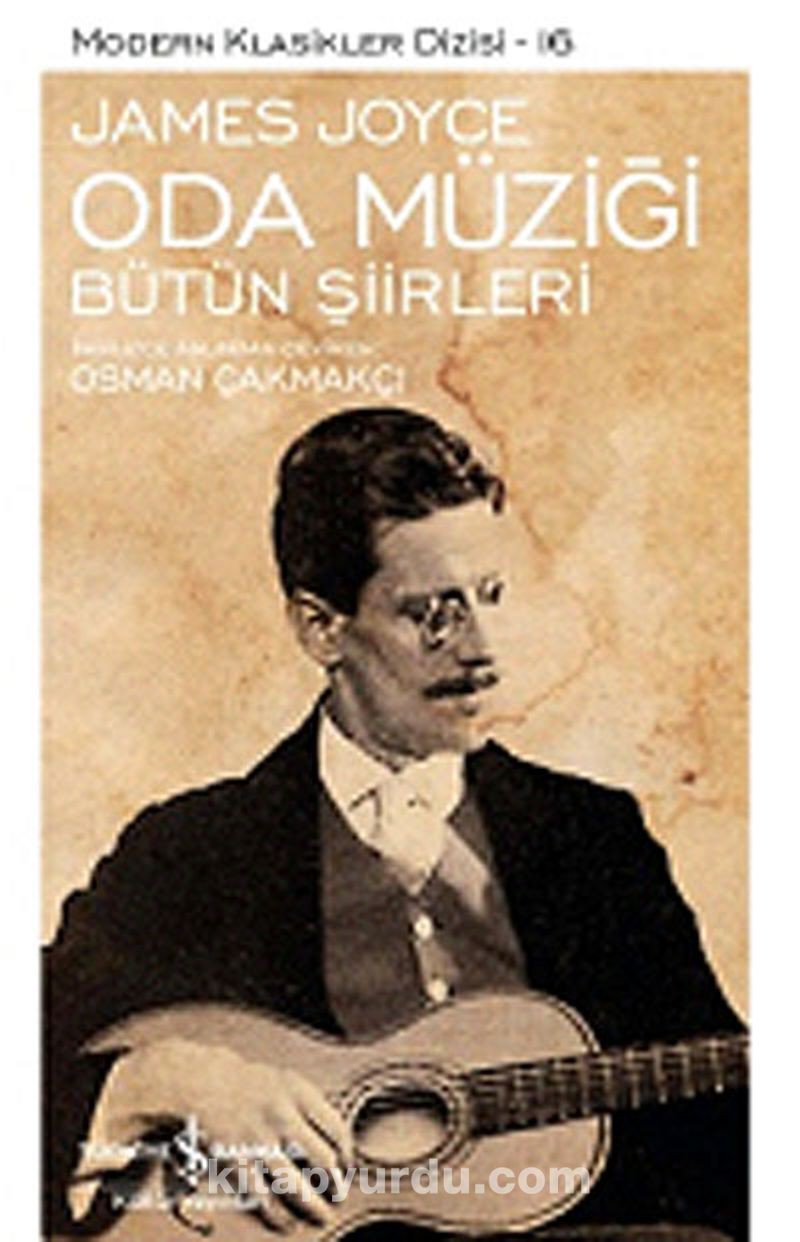 MODERN KLASİKLER DİZİSİ - 116
JAMES JOYCE
ODA MÜZİĞİ
BÜTÜN ŞİİRLERİ
OSMAN ÇAKMAKÇI
kitapyurdu.com